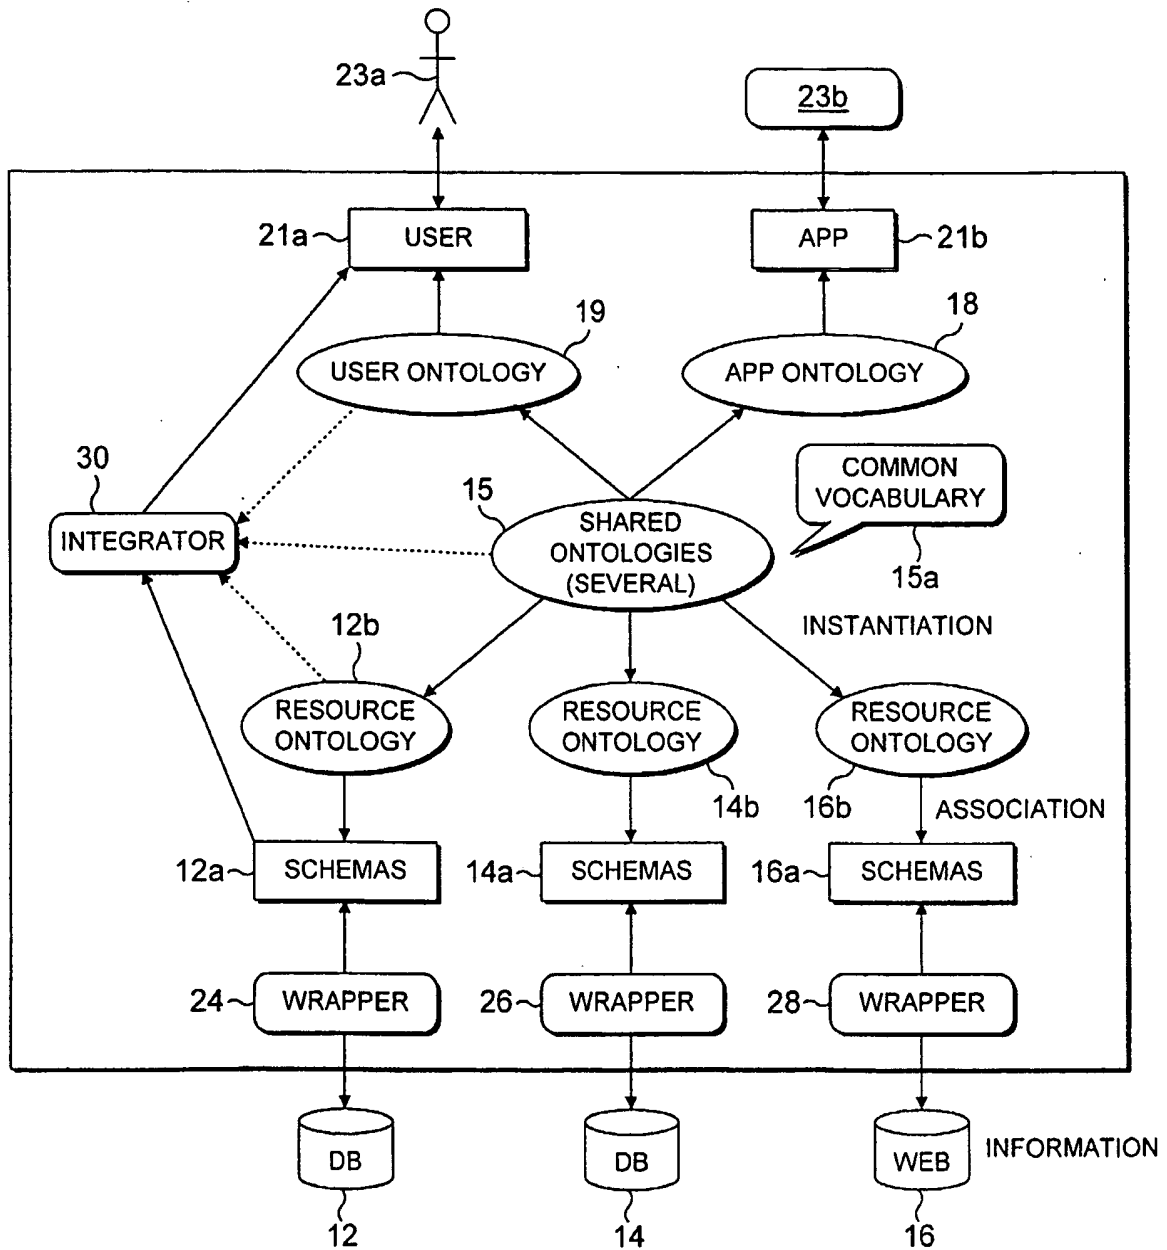 23a
23b
21a
USER
APP
21b
19
18
USER ONTOLOGY
APP ONTOLOGY
30
15
COMMON
VOCABULARY
INTEGRATOR
SHARED
ONTOLOGIES
(SEVERAL)
15a
12b
INSTANTIATION
RESOURCE
ONTOLOGY
RESOURCE
ONTOLOGY
RESOURCE
ONTOLOGY
14b
16b
ASSOCIATION
12a
SCHEMAS
14a
SCHEMAS
16a
SCHEMAS
24
WRAPPER
26
WRAPPER
28
WRAPPER
DB
DB
WEB
INFORMATION
12
14
16